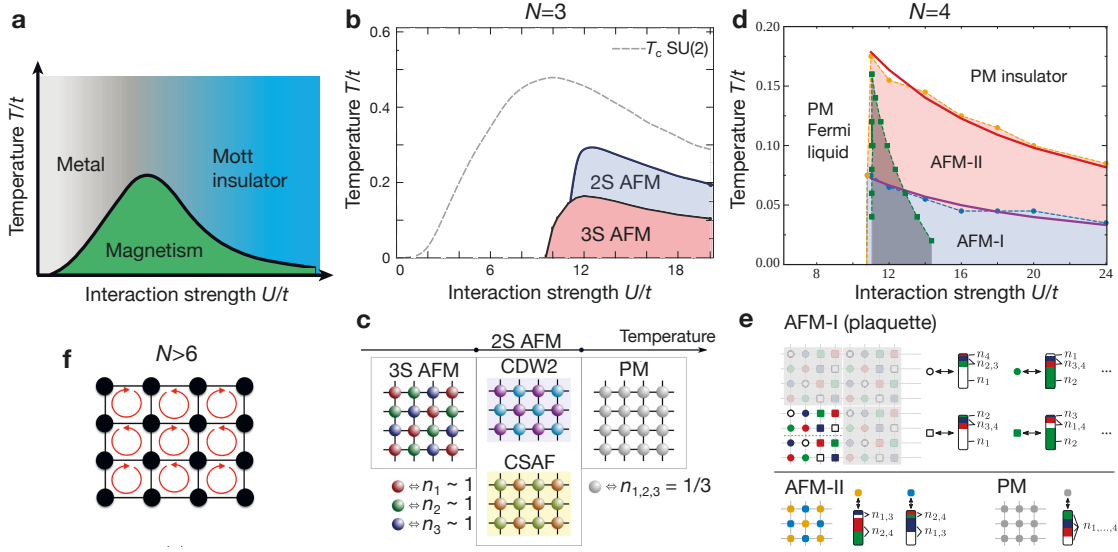 a
Temperature T/t
Metal
Mott
insulator
Magnetism
Interaction strength U/t
b
N=3
Temperature T/t
0.6
0.4
0.2
0.0
0
6
12
18
T_c SU(2)
2S AFM
3S AFM
Interaction strength U/t
d
N=4
Temperature T/t
0.20
0.15
0.10
0.05
0.00
8
12
16
20
24
PM insulator
PM
Fermi
liquid
AFM-II
AFM-I
Interaction strength U/t
f
N>6
c
Temperature
2S AFM
3S AFM
CDW2
PM
CSAF
⇔ n₁ ~ 1
⇔ n₂ ~ 1
⇔ n₃ ~ 1
⇔ n₁,₂,₃ = 1/3
e
AFM-I (plaquette)
n₄
n₂,₃
n₁
n₁
n₃,₄
n₂
...
n₂
n₃,₄
n₁
n₃
n₁,₄
n₂
...
AFM-II
n₁,₃
n₂,₄
n₂,₄
n₁,₃
PM
n₁,...,₄